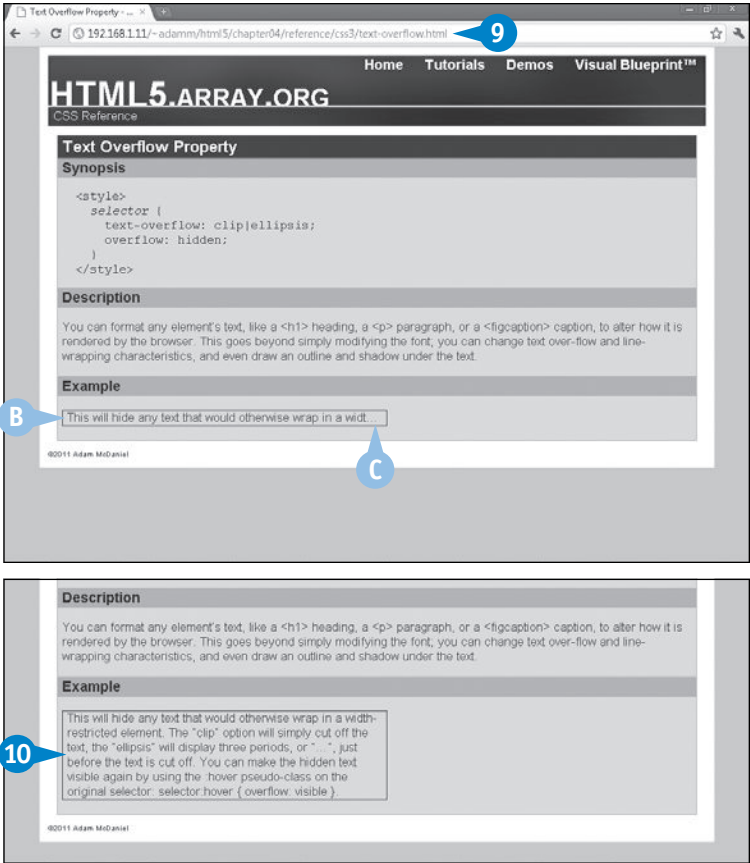 Text Overflow Property - ...
192.168.1.11/~adamm/html5/chapter04/reference/css3/text-overflow.html
9
Home Tutorials Demos Visual Blueprint™
HTML5.ARRAY.ORG
CSS Reference
Text Overflow Property
Synopsis
<style>
selector {
text-overflow: clip|ellipsis;
overflow: hidden;
}
</style>
Description
You can format any element's text, like a <h1> heading, a <p> paragraph, or a <figcaption> caption, to alter how it is
rendered by the browser. This goes beyond simply modifying the font, you can change text over-flow and line-
wrapping characteristics, and even draw an outline and shadow under the text.
Example
B
This will hide any text that would otherwise wrap in a widt...
C
©2011 Adam McDaniel
Description
You can format any element's text, like a <h1> heading, a <p> paragraph, or a <figcaption> caption, to alter how it is
rendered by the browser. This goes beyond simply modifying the font, you can change text over-flow and line-
wrapping characteristics, and even draw an outline and shadow under the text.
Example
This will hide any text that would otherwise wrap in a width-
restricted element. The "clip" option will simply cut off the
text, the "ellipsis" will display three periods, or "...", just
10
before the text is cut off. You can make the hidden text
visible again by using the :hover pseudo-class on the
original selector: selector:hover { overflow: visible }.
©2011 Adam McDaniel